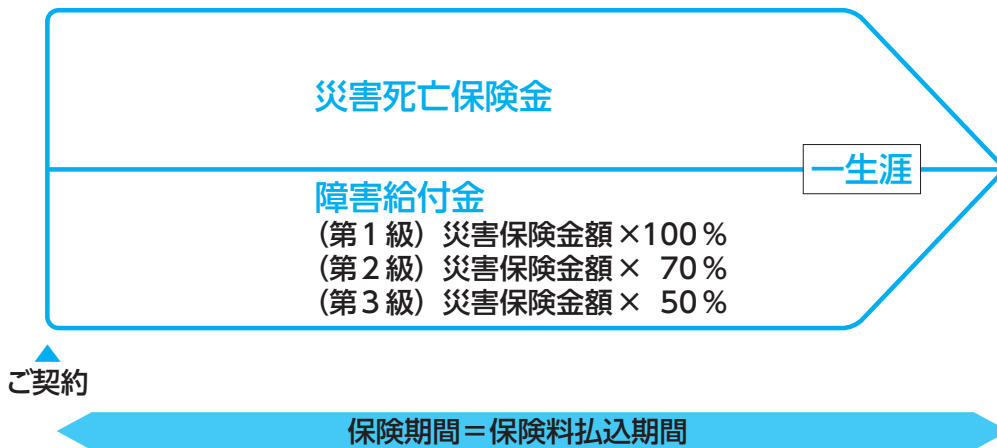 災害死亡保険金
一生涯
障害給付金
（第１級）災害保険金額×100％
（第２級）災害保険金額× 70％
（第３級）災害保険金額× 50％
ご契約
保険期間＝保険料払込期間